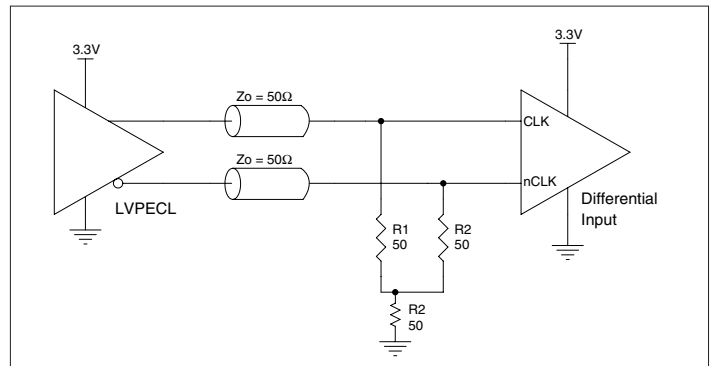 3.3V
3.3V
Zo = 50Ω
CLK
Zo = 50Ω
nCLK
LVPECL
Differential
Input
R1
50
R2
50
R2
50